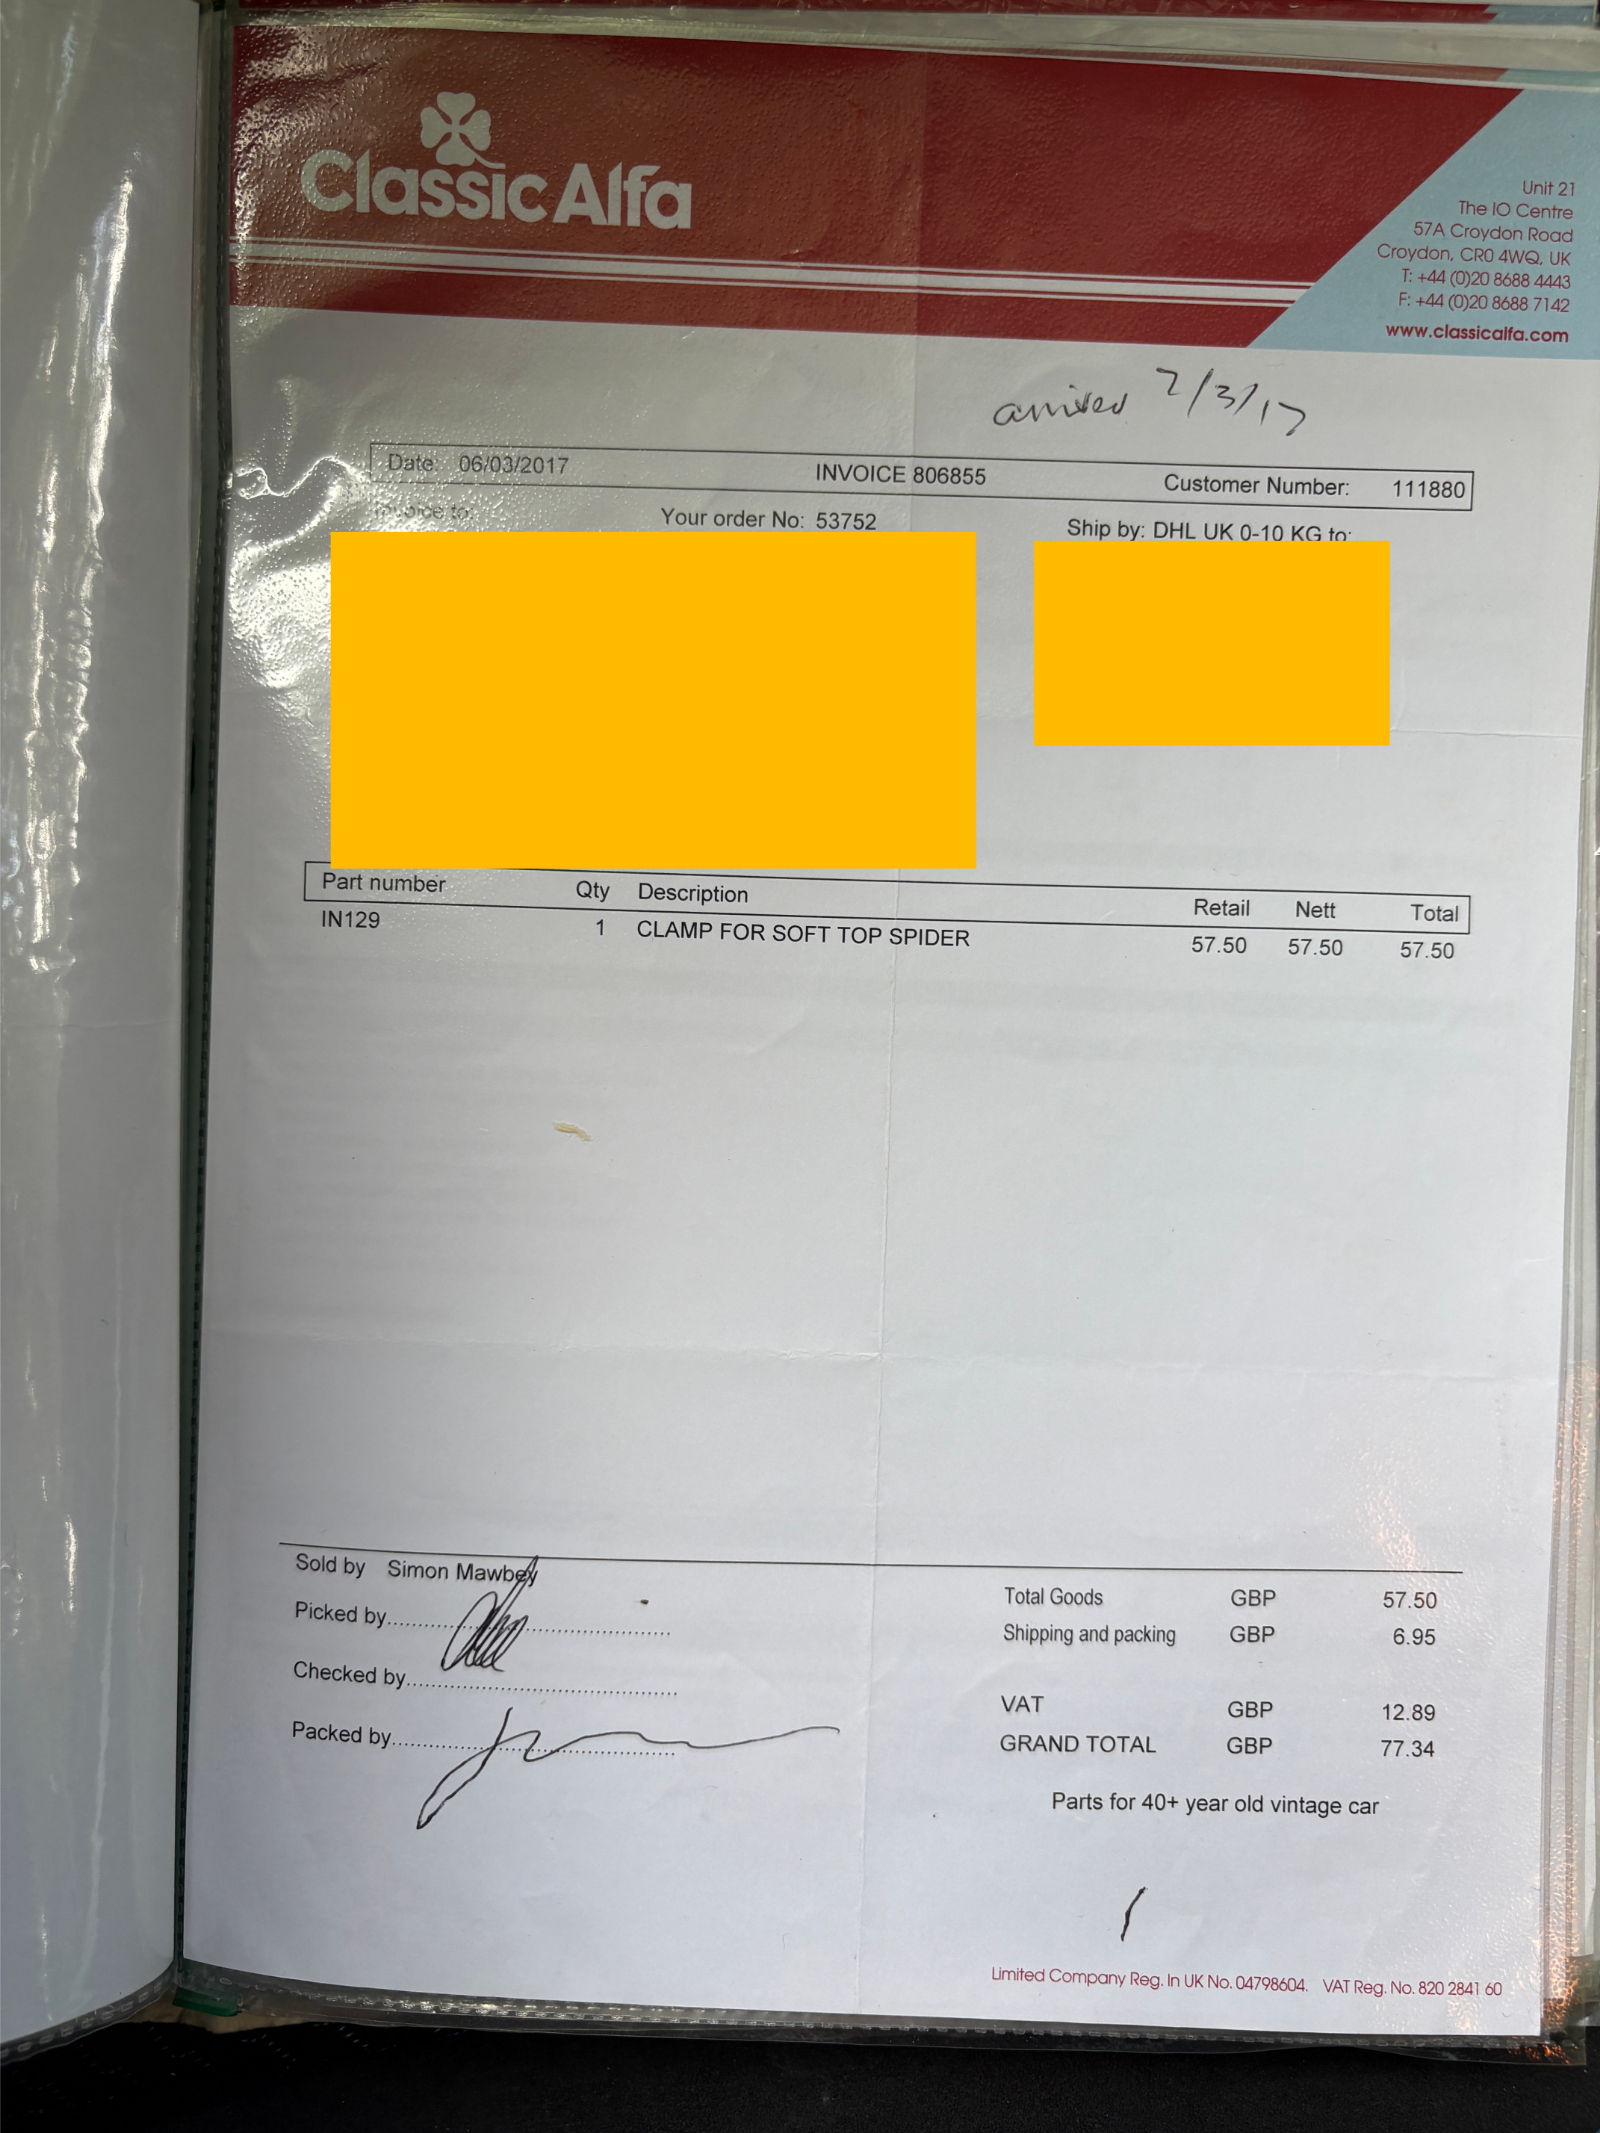 Classic Alfa
Unit 21
The IO Centre
57A Croydon Road
Croydon, CR0 4WQ, UK
T: +44 (0)20 8688 4443
F: +44 (0)20 8688 7142
www.classicalfa.com
arrived 7/3/17
Date: 06/03/2017 INVOICE 806855 Customer Number: 111880
Invoice to: Your order No: 53752 Ship by: DHL UK 0-10 KG to:
Part number Qty Description Retail Nett Total
IN129 1 CLAMP FOR SOFT TOP SPIDER 57.50 57.50 57.50
Sold by Simon Mawbey
Picked by
Checked by
Packed by
Total Goods GBP 57.50
Shipping and packing GBP 6.95
VAT GBP 12.89
GRAND TOTAL GBP 77.34
Parts for 40+ year old vintage car
Limited Company Reg. In UK No. 04798604. VAT Reg. No. 820 2841 60